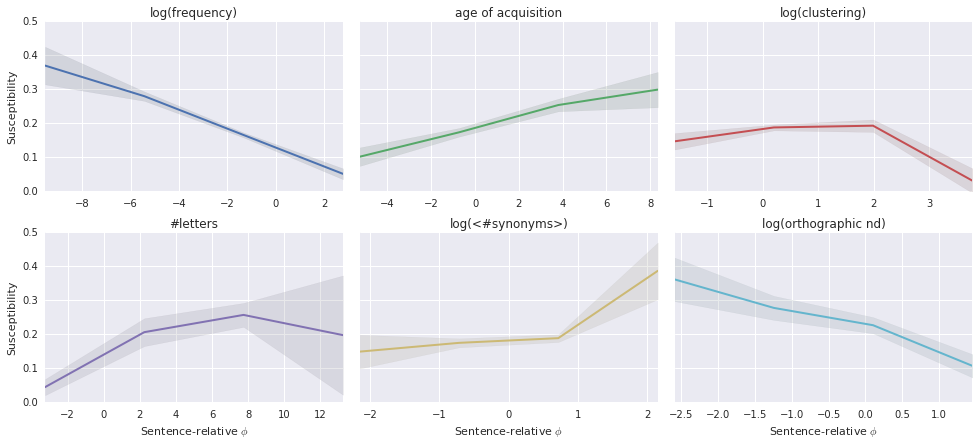 log(frequency)
age of acquisition
log(clustering)
Susceptibility
0.5
0.4
0.3
0.2
0.1
0.0
−8 −6 −4 −2 0 2
−4 −2 0 2 4 6 8
−1 0 1 2 3
#letters
log(<#synonyms>)
log(orthographic nd)
Susceptibility
0.5
0.4
0.3
0.2
0.1
0.0
−2 0 2 4 6 8 10 12
−2 −1 0 1 2
−2.5 −2.0 −1.5 −1.0 −0.5 0.0 0.5 1.0
Sentence-relative ϕ
Sentence-relative ϕ
Sentence-relative ϕ